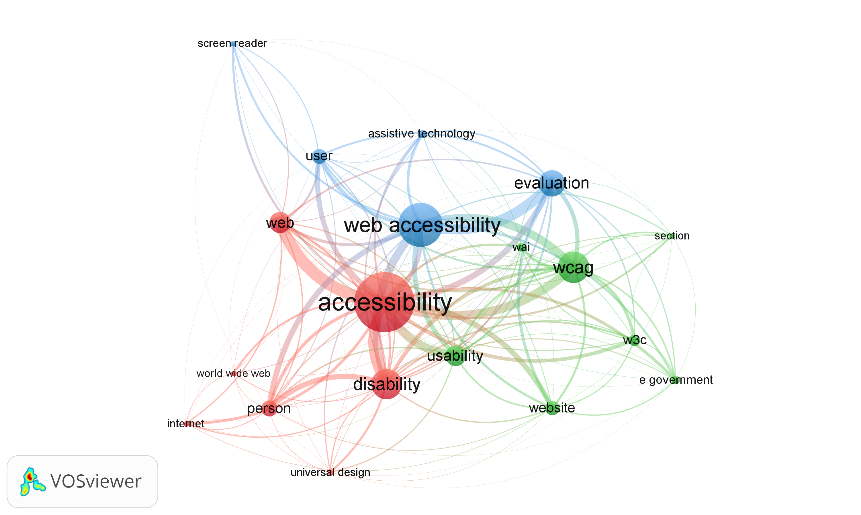 screen reader
assistive technology
user
evaluation
web
web accessibility
section
wai
wcag
accessibility
w3c
usability
world wide web
disability
e government
person
website
internet
universal design
VOSviewer